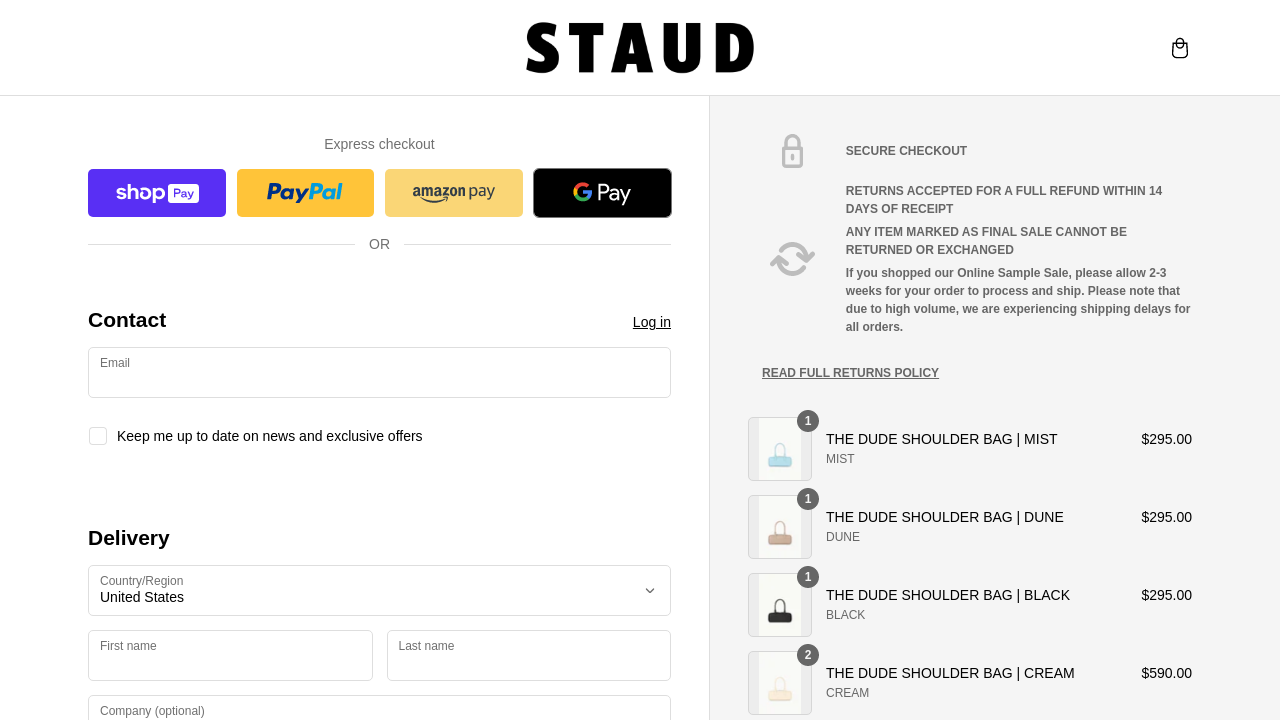 STAUD
Express checkout
shop Pay
PayPal
amazon pay
G Pay
OR
Contact
Log in
Email
Keep me up to date on news and exclusive offers
Delivery
Country/Region
United States
First name
Last name
Company (optional)
SECURE CHECKOUT
RETURNS ACCEPTED FOR A FULL REFUND WITHIN 14
DAYS OF RECEIPT
ANY ITEM MARKED AS FINAL SALE CANNOT BE
RETURNED OR EXCHANGED
If you shopped our Online Sample Sale, please allow 2-3
weeks for your order to process and ship. Please note that
due to high volume, we are experiencing shipping delays for
all orders.
READ FULL RETURNS POLICY
1
THE DUDE SHOULDER BAG | MIST
$295.00
MIST
1
THE DUDE SHOULDER BAG | DUNE
$295.00
DUNE
1
THE DUDE SHOULDER BAG | BLACK
$295.00
BLACK
2
THE DUDE SHOULDER BAG | CREAM
$590.00
CREAM